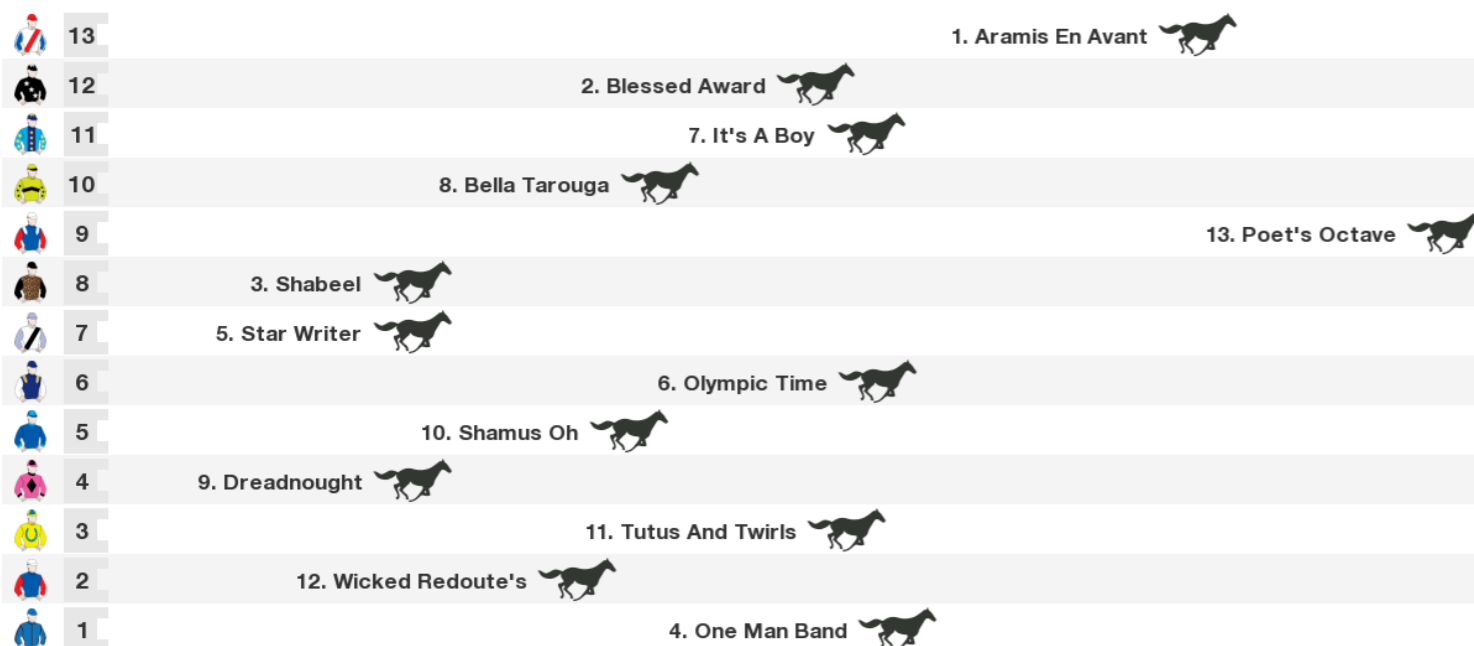 13 1. Aramis En Avant
12 2. Blessed Award
11 7. It's A Boy
10 8. Bella Tarouga
9 13. Poet's Octave
8 3. Shabeel
7 5. Star Writer
6 6. Olympic Time
5 10. Shamus Oh
4 9. Dreadnought
3 11. Tutus And Twirls
2 12. Wicked Redoute's
1 4. One Man Band